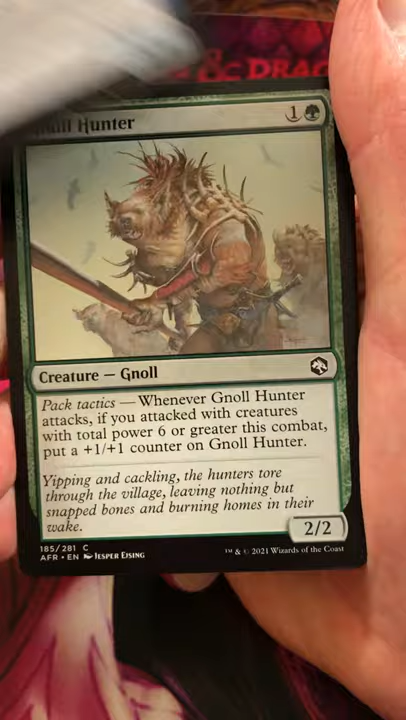 & DRAG
Gnoll Hunter 1
Creature — Gnoll
Pack tactics — Whenever Gnoll Hunter
attacks, if you attacked with creatures
with total power 6 or greater this combat,
put a +1/+1 counter on Gnoll Hunter.
Yipping and cackling, the hunters tore
through the village, leaving nothing but
snapped bones and burning homes in their
wake.
2/2
185/281 C
AFR • EN JESPER EJSING
™ & © 2021 Wizards of the Coast